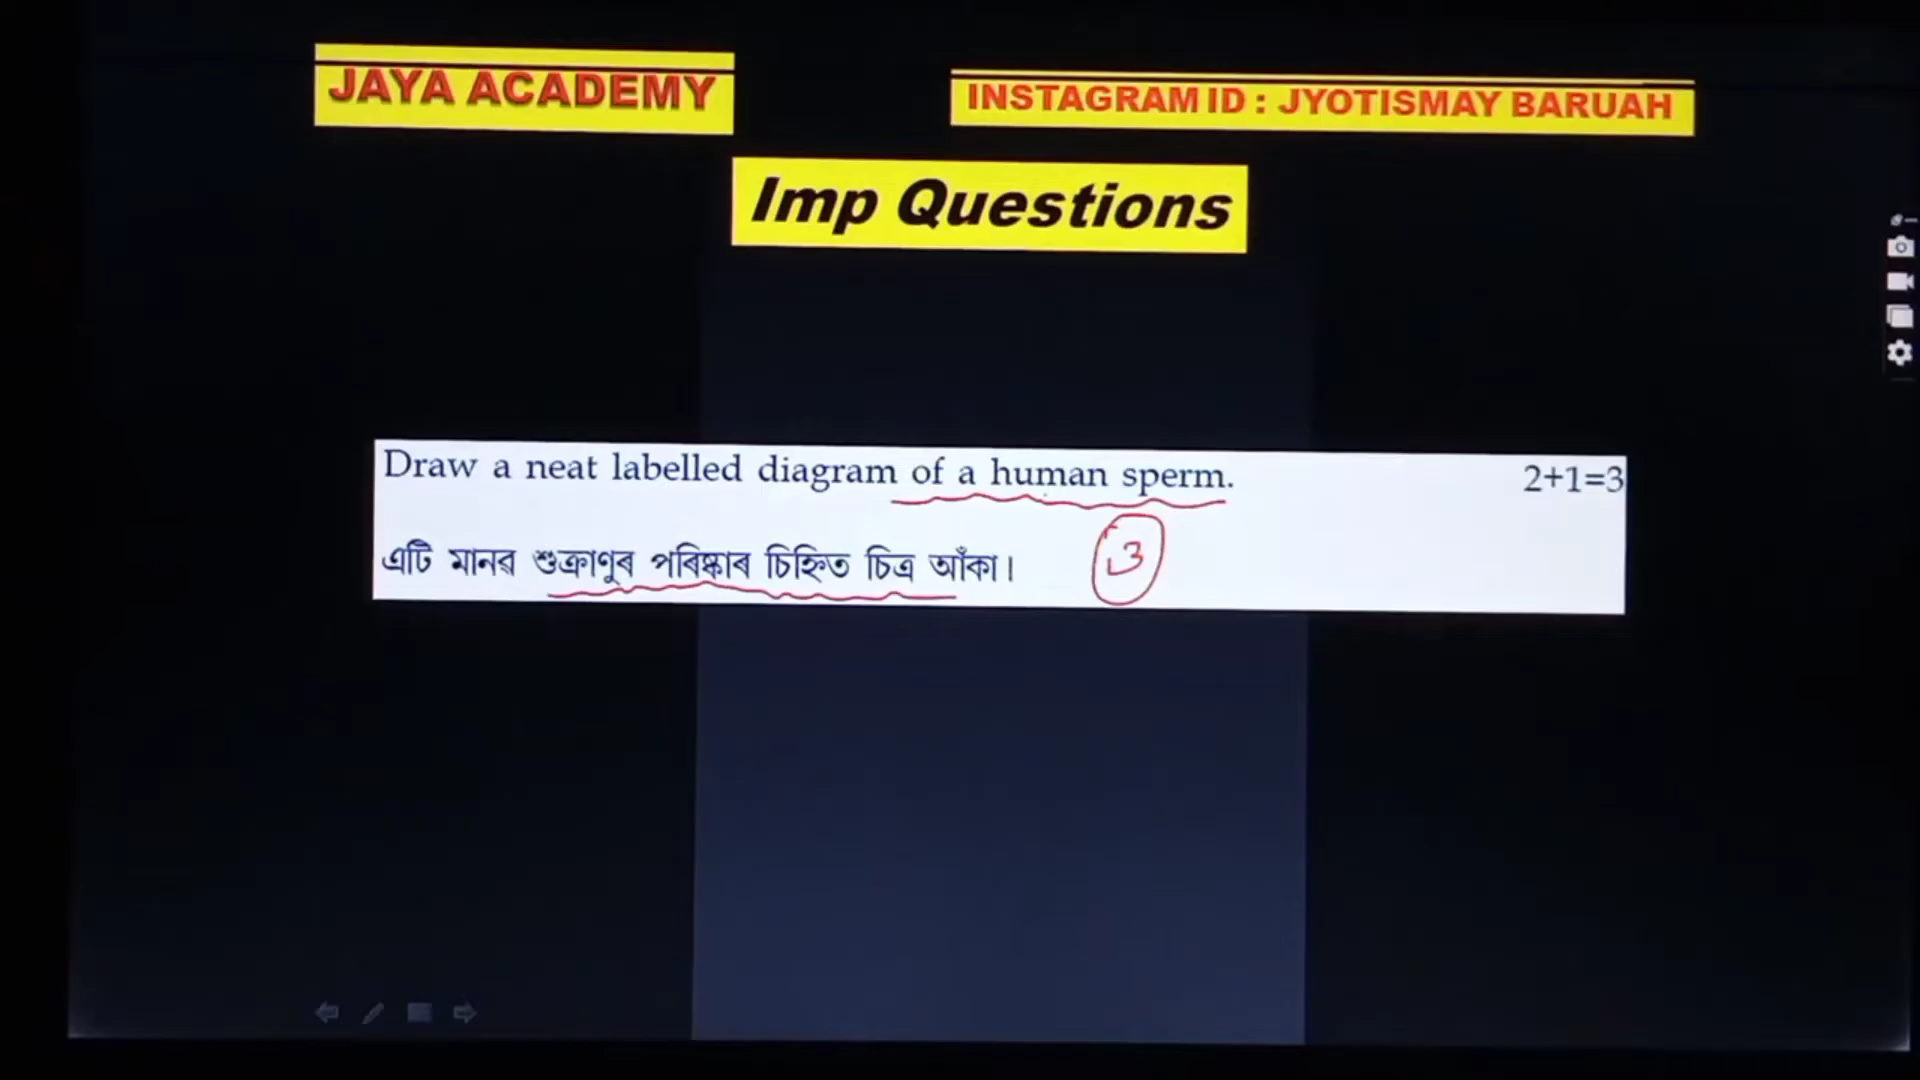 JAYA ACADEMY
INSTAGRAM ID : JYOTISMAY BARUAH
Imp Questions
Draw a neat labelled diagram of a human sperm. 2+1=3
এটি মানৱ শুক্ৰাণুৰ পৰিষ্কাৰ চিহ্নিত চিত্ৰ আঁকা।
3